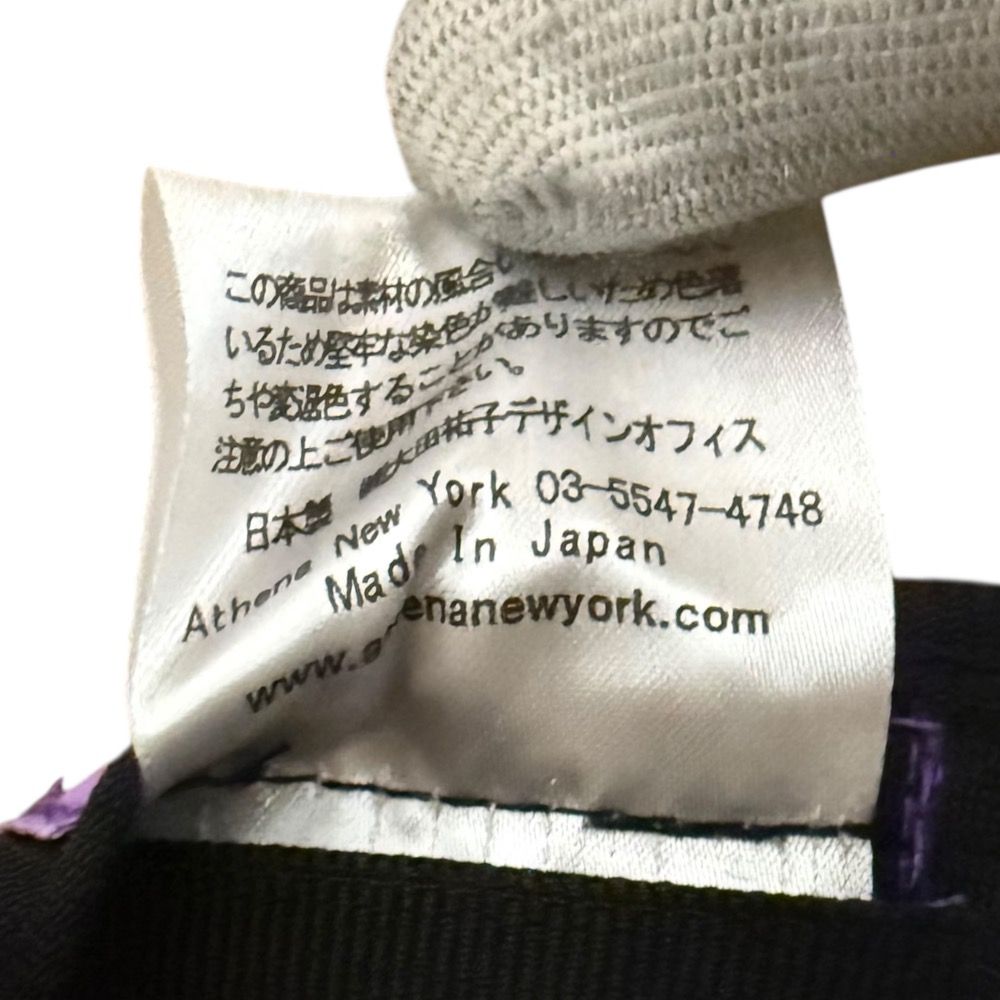 この商品は素材の風合い しいため色落
いるため堅牢な染色が ありますのでご
ちや変退色することが
注意の上ご使用下さい。
日本製 大田祐子デザインオフィス
Athena New York 03-5547-4748
Made In Japan
www. enanewyork.com